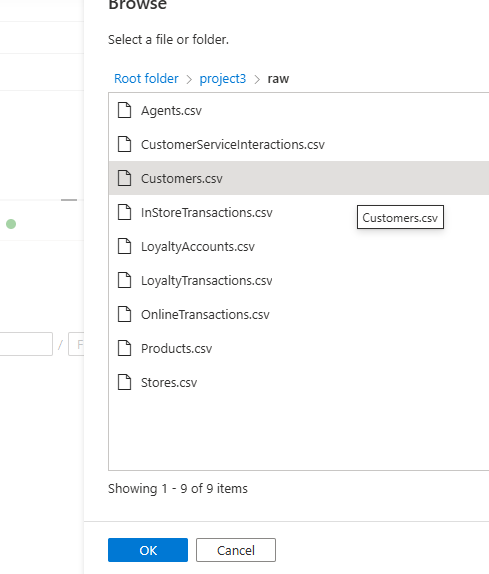 Browse
Select a file or folder.
Root folder > project3 > raw
Agents.csv
CustomerServiceInteractions.csv
Customers.csv
InStoreTransactions.csv
Customers.csv
LoyaltyAccounts.csv
LoyaltyTransactions.csv
OnlineTransactions.csv
/ F
Products.csv
Stores.csv
Showing 1 - 9 of 9 items
OK Cancel